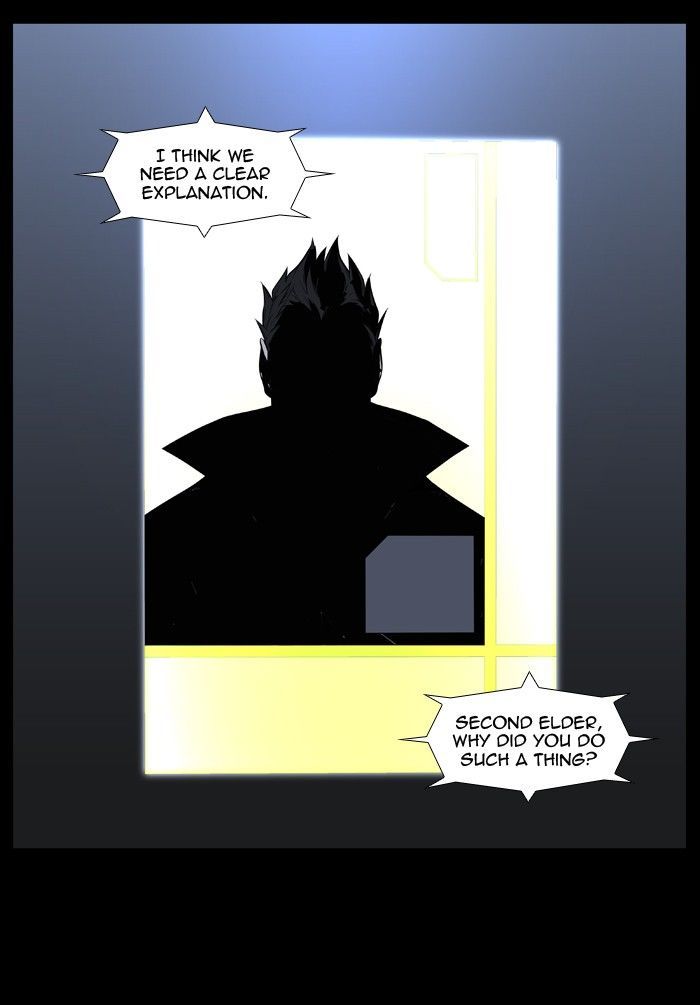 I THINK WE
NEED A CLEAR
EXPLANATION.
SECOND ELDER,
WHY DID YOU DO
SUCH A THING?